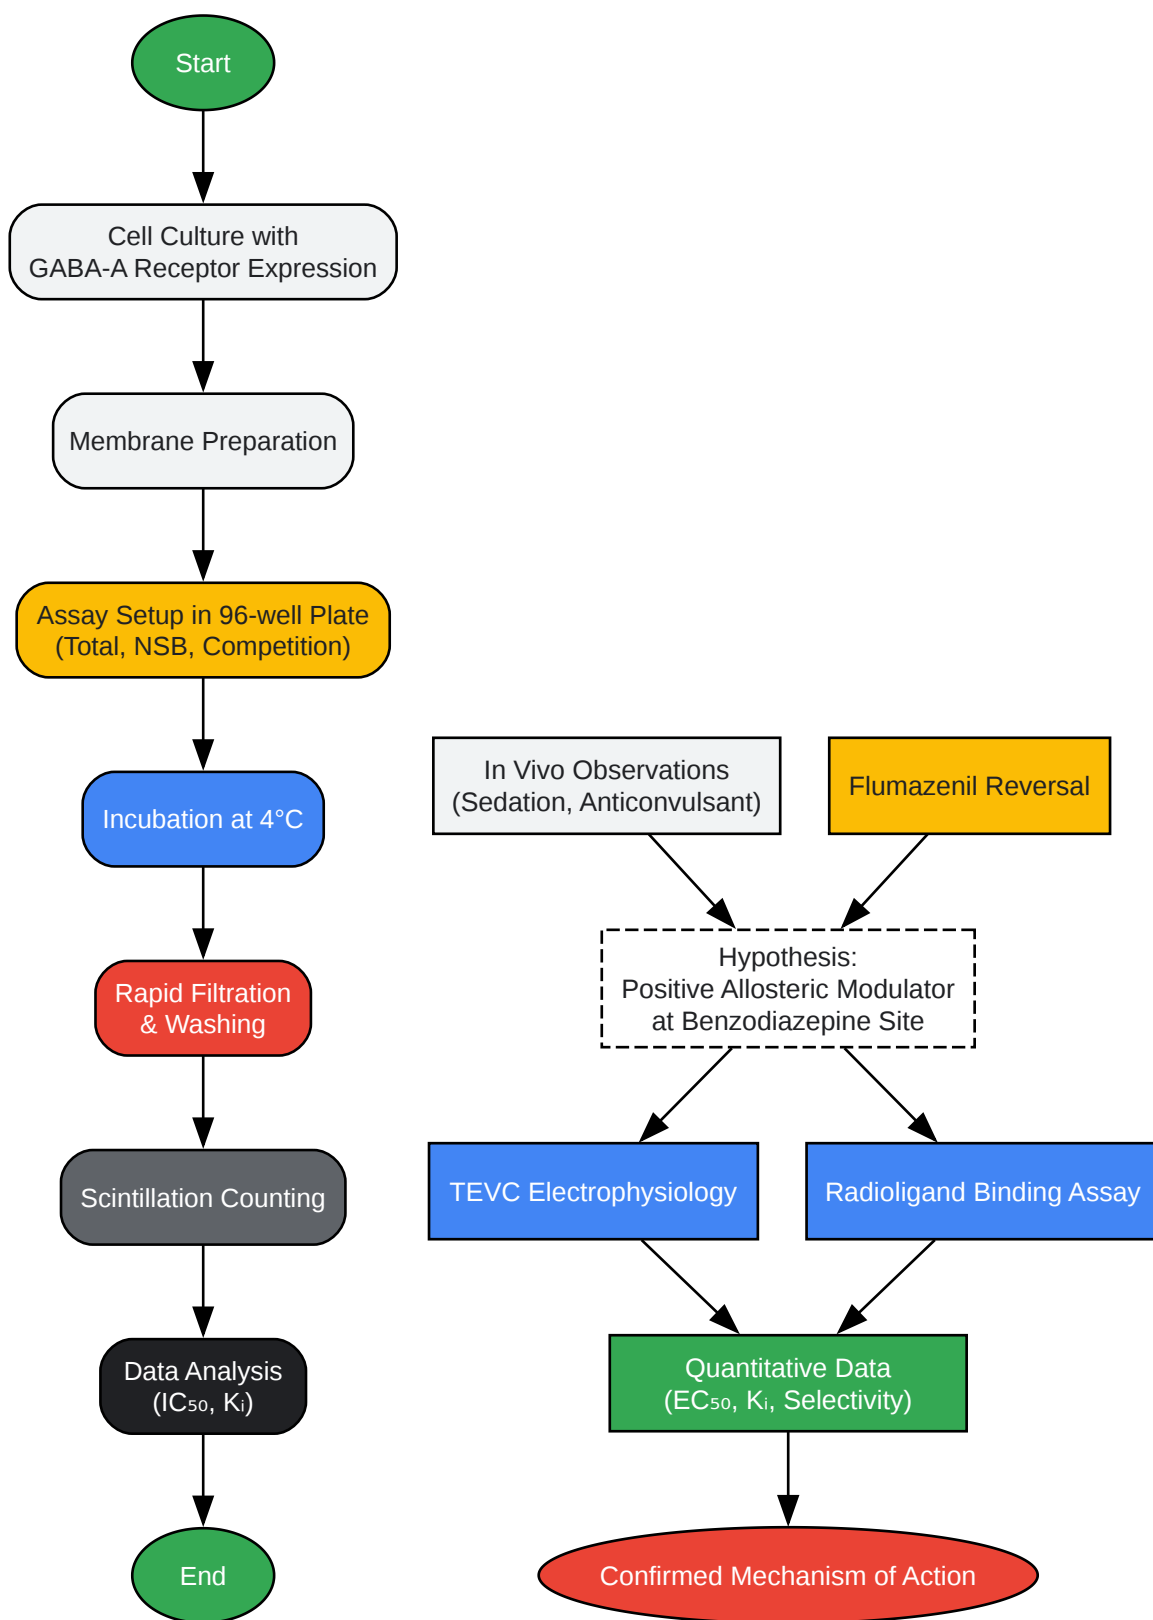 Start
Cell Culture with
GABA-A Receptor Expression
Membrane Preparation
Assay Setup in 96-well Plate
(Total, NSB, Competition)
Incubation at 4°C
Rapid Filtration
& Washing
Scintillation Counting
Data Analysis
(IC₅₀, Kᵢ)
End
In Vivo Observations
(Sedation, Anticonvulsant)
Flumazenil Reversal
Hypothesis:
Positive Allosteric Modulator
at Benzodiazepine Site
TEVC Electrophysiology
Radioligand Binding Assay
Quantitative Data
(EC₅₀, Kᵢ, Selectivity)
Confirmed Mechanism of Action